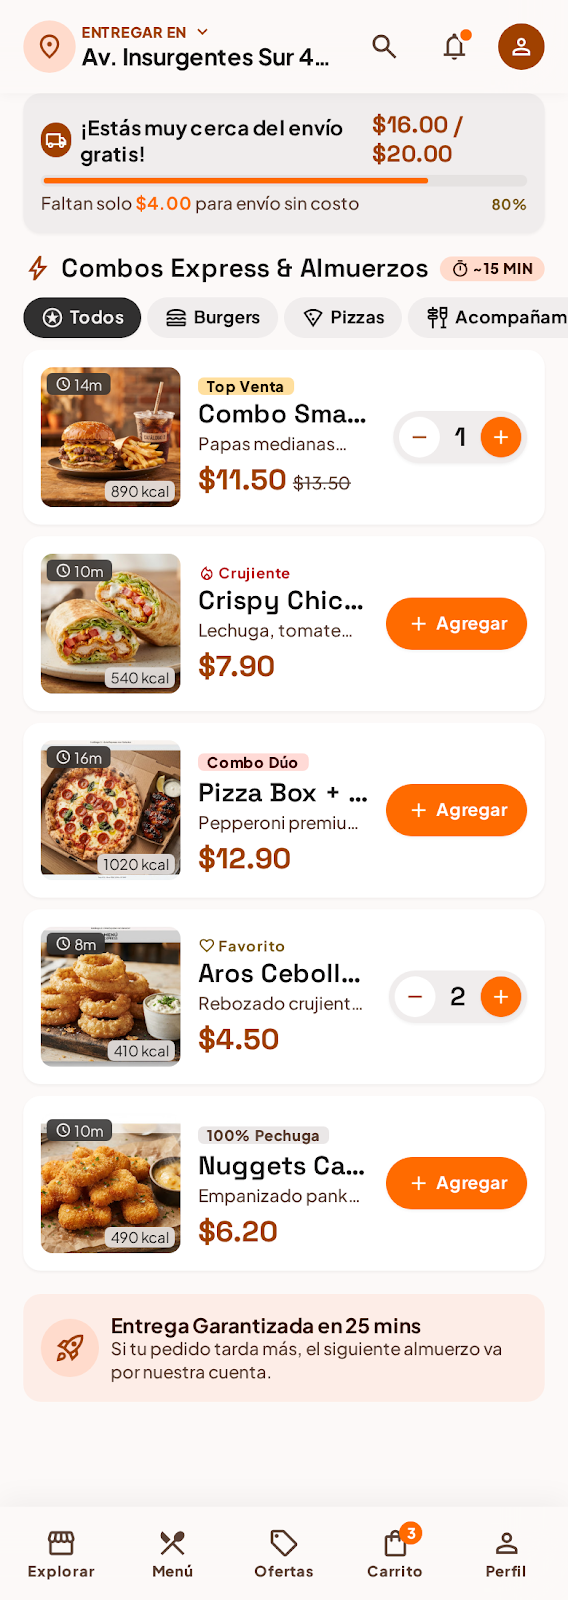 ENTREGAR EN
Av. Insurgentes Sur 4...
¡Estás muy cerca del envío
gratis!
$16.00 /
$20.00
Faltan solo $4.00 para envío sin costo
80%
Combos Express & Almuerzos
~15 MIN
Todos
Burgers
Pizzas
Acompañam
14m
890 kcal
Top Venta
Combo Sma...
Papas medianas...
$11.50 $13.50
1
10m
540 kcal
Crujiente
Crispy Chic...
Lechuga, tomate...
$7.90
Agregar
16m
1020 kcal
Combo Dúo
Pizza Box + ...
Pepperoni premiu...
$12.90
Agregar
8m
410 kcal
Favorito
Aros Ceboll...
Rebozado crujient...
$4.50
2
10m
490 kcal
100% Pechuga
Nuggets Ca...
Empanizado pank...
$6.20
Agregar
Entrega Garantizada en 25 mins
Si tu pedido tarda más, el siguiente almuerzo va
por nuestra cuenta.
3
Explorar
Menú
Ofertas
Carrito
Perfil